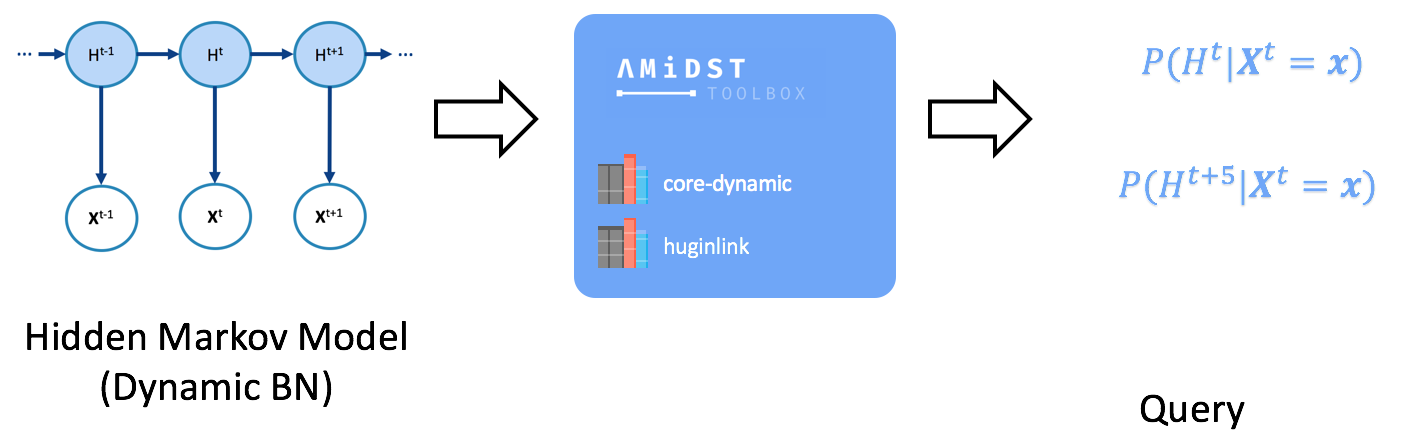 ... H^{t-1} H^t H^{t+1} ...
X^{t-1} X^t X^{t+1}
Hidden Markov Model
(Dynamic BN)
AMiDST
TOOLBOX
core-dynamic
huginlink
P(H^t|X^t = x)
P(H^{t+5}|X^t = x)
Query